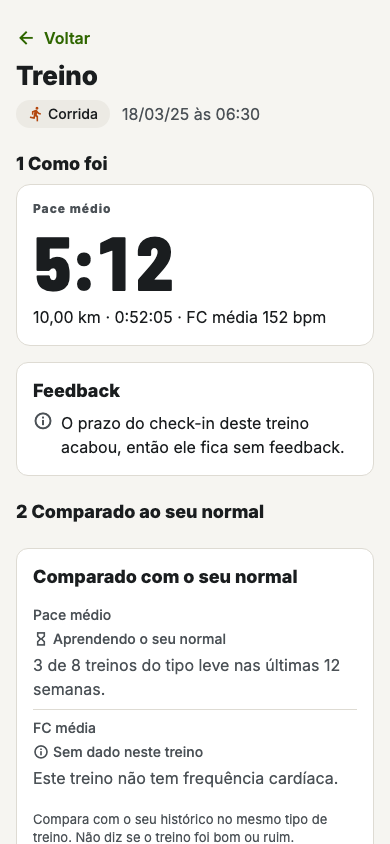 Voltar
Treino
Corrida 18/03/25 às 06:30
1 Como foi
Pace médio
5:12
10,00 km · 0:52:05 · FC média 152 bpm
Feedback
O prazo do check-in deste treino
acabou, então ele fica sem feedback.
2 Comparado ao seu normal
Comparado com o seu normal
Pace médio
Aprendendo o seu normal
3 de 8 treinos do tipo leve nas últimas 12
semanas.
FC média
Sem dado neste treino
Este treino não tem frequência cardíaca.
Compara com o seu histórico no mesmo tipo de
treino. Não diz se o treino foi bom ou ruim.